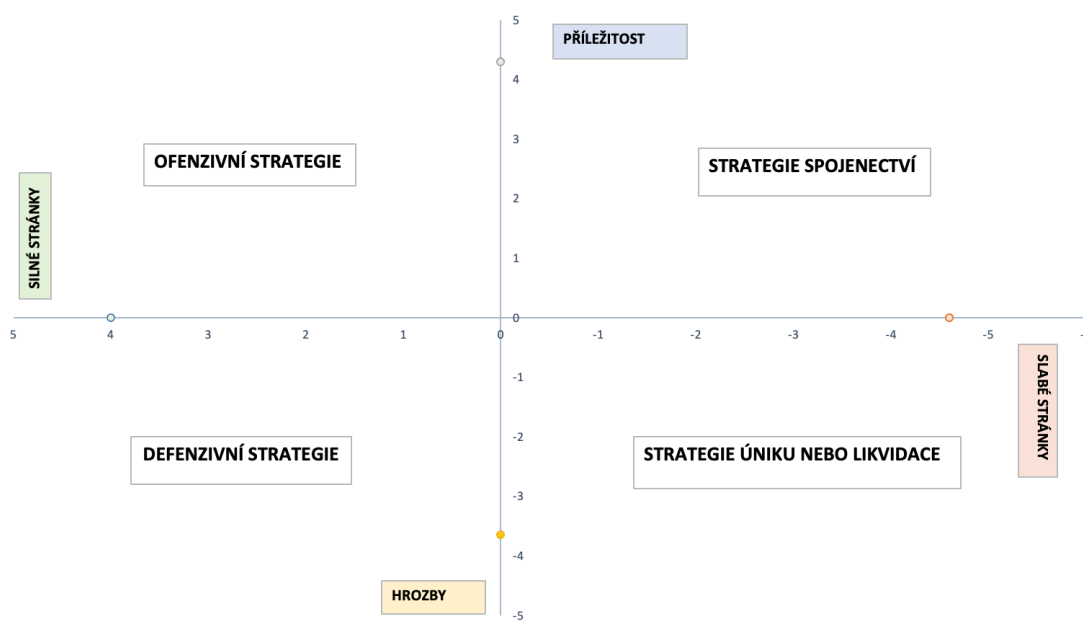 5
PŘÍLEŽITOST
4
3
OFENZIVNÍ STRATEGIE
STRATEGIE SPOJENECTVÍ
2
SILNÉ STRÁNKY
1
0
5 4 3 2 1 0 -1 -2 -3 -4 -5
SLABÉ STRÁNKY
-1
-2
DEFENZIVNÍ STRATEGIE
STRATEGIE ÚNIKU NEBO LIKVIDACE
-3
-4
HROZBY
-5